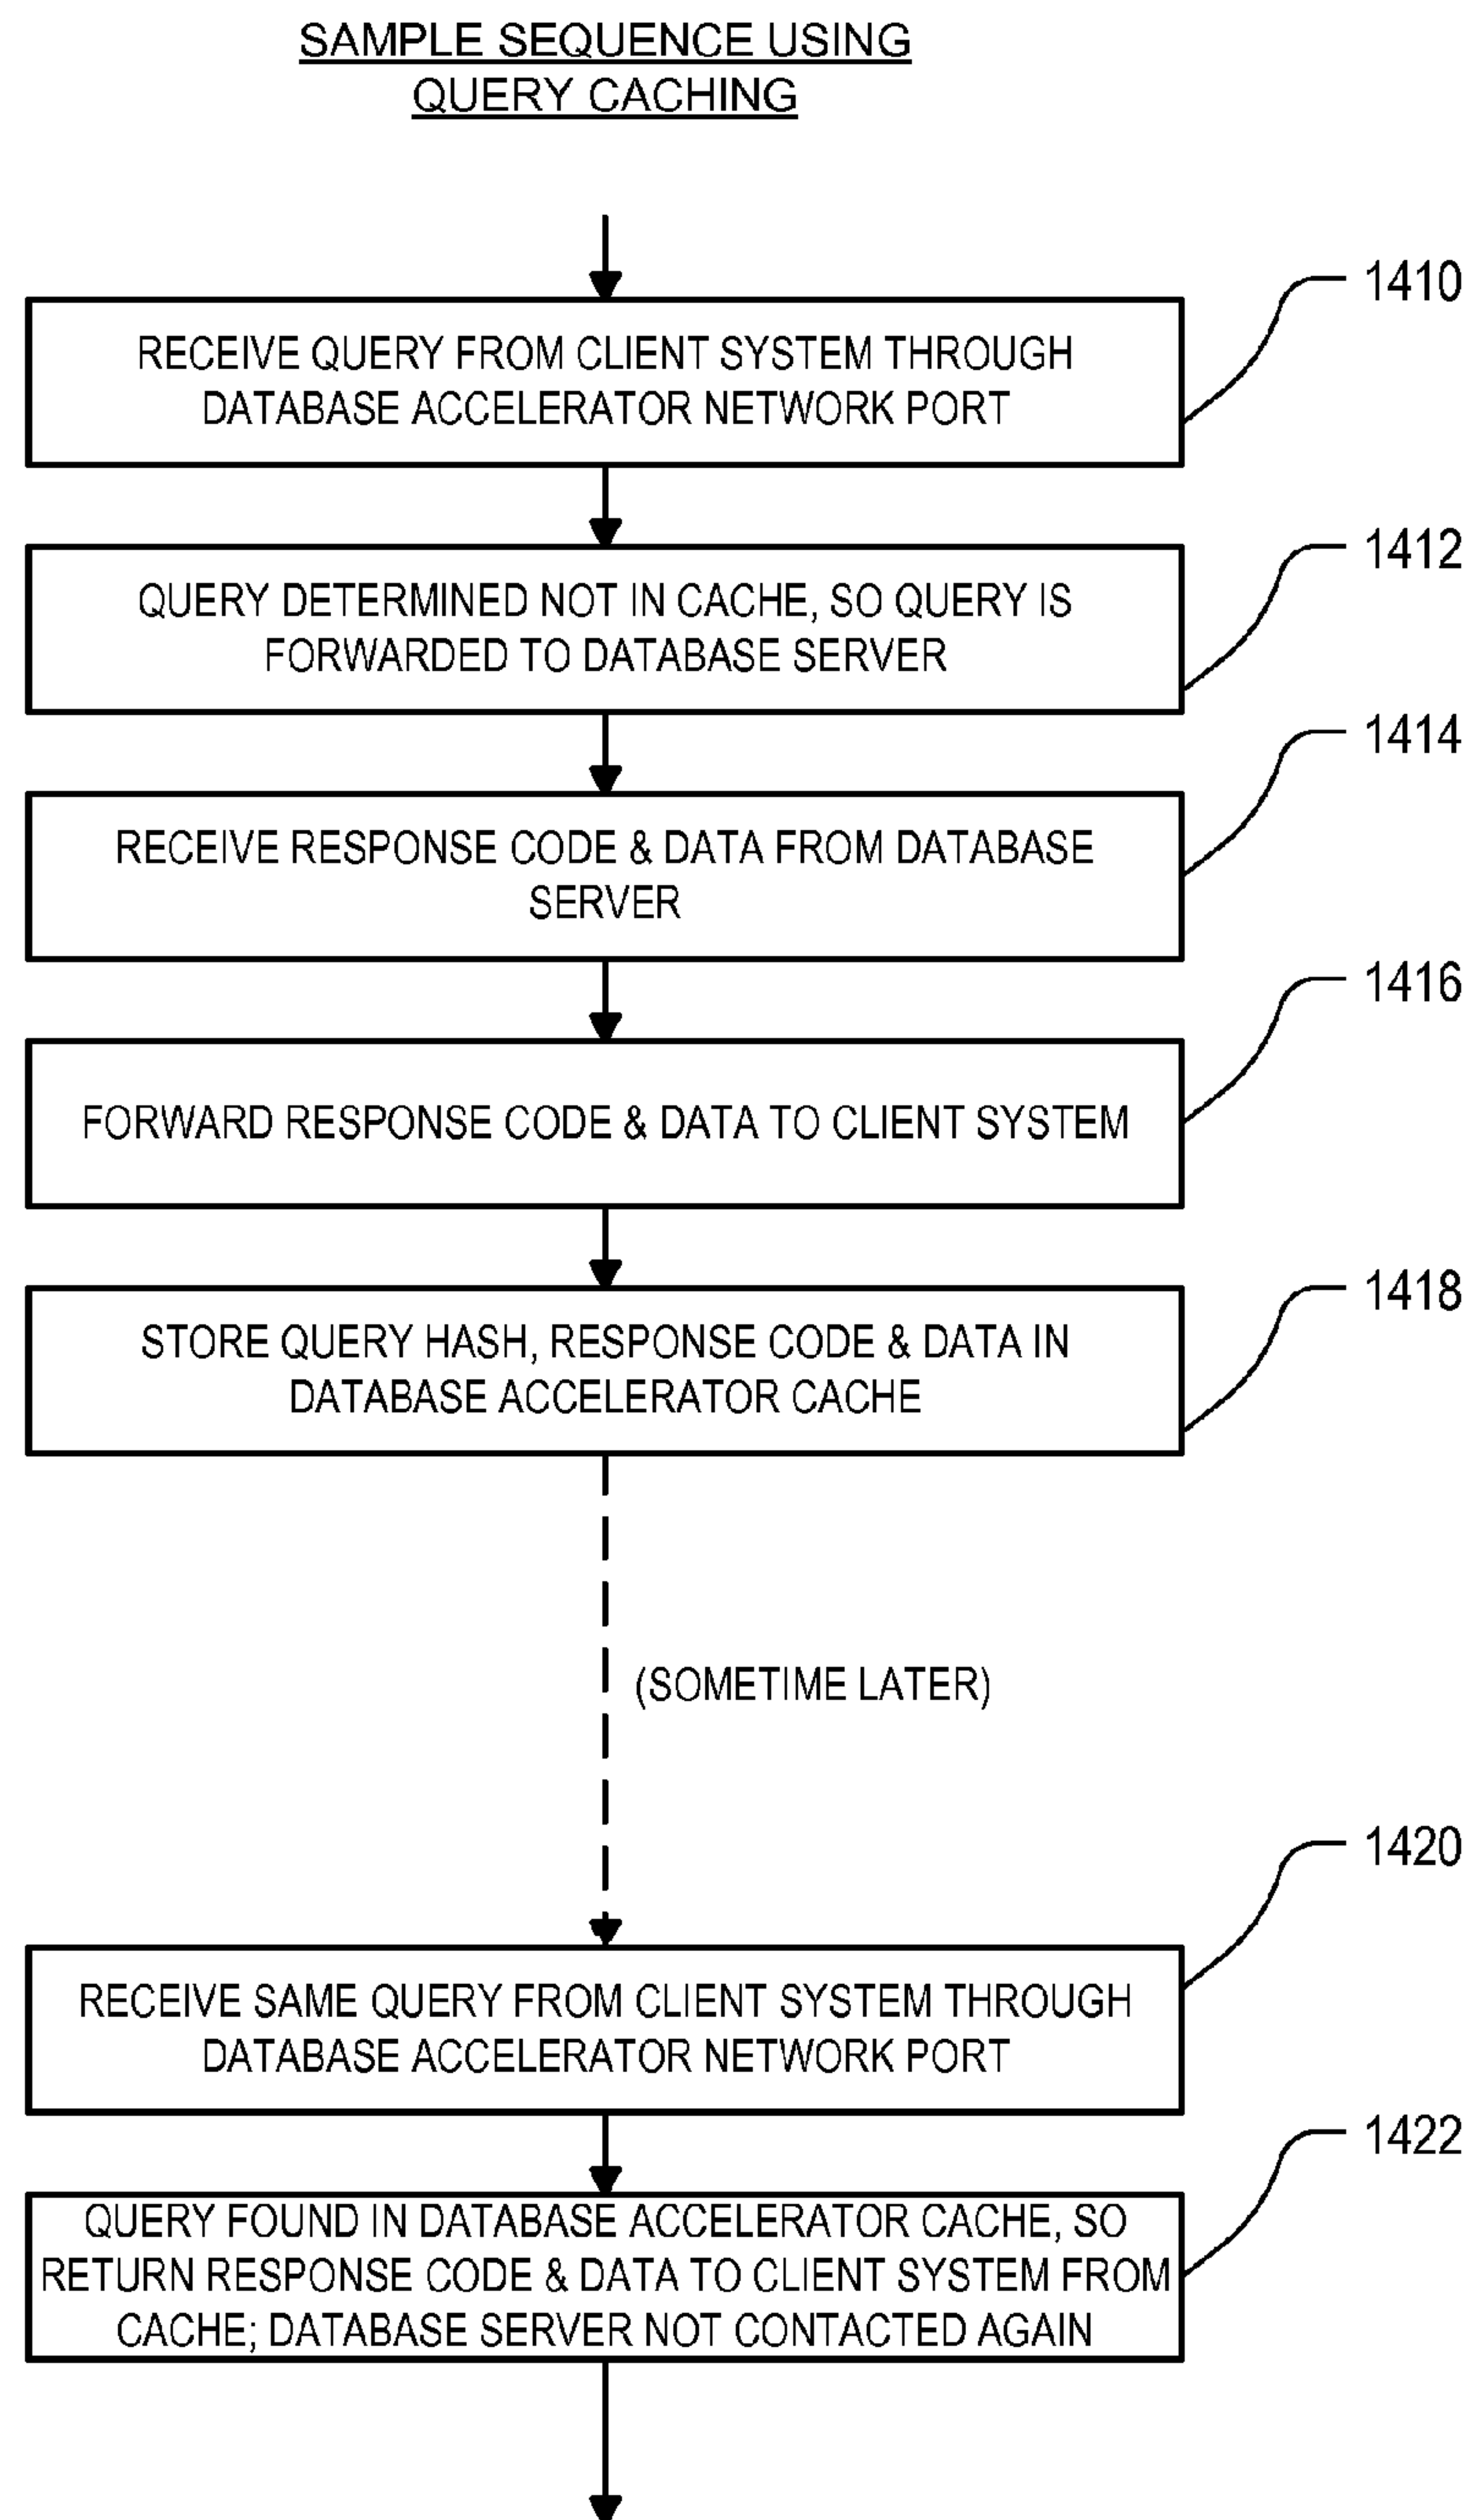 SAMPLE SEQUENCE USING
QUERY CACHING
1410
RECEIVE QUERY FROM CLIENT SYSTEM THROUGH
DATABASE ACCELERATOR NETWORK PORT
1412
QUERY DETERMINED NOT IN CACHE, SO QUERY IS
FORWARDED TO DATABASE SERVER
1414
RECEIVE RESPONSE CODE & DATA FROM DATABASE
SERVER
1416
FORWARD RESPONSE CODE & DATA TO CLIENT SYSTEM
1418
STORE QUERY HASH, RESPONSE CODE & DATA IN
DATABASE ACCELERATOR CACHE
(SOMETIME LATER)
1420
RECEIVE SAME QUERY FROM CLIENT SYSTEM THROUGH
DATABASE ACCELERATOR NETWORK PORT
1422
QUERY FOUND IN DATABASE ACCELERATOR CACHE, SO
RETURN RESPONSE CODE & DATA TO CLIENT SYSTEM FROM
CACHE; DATABASE SERVER NOT CONTACTED AGAIN